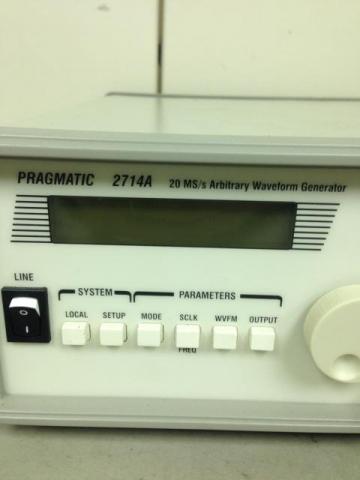 PRAGMATIC 2714A 20 MS/s Arbitrary Waveform Generator
LINE
SYSTEM PARAMETERS
LOCAL SETUP MODE SCLK WVFM OUTPUT
FREQ